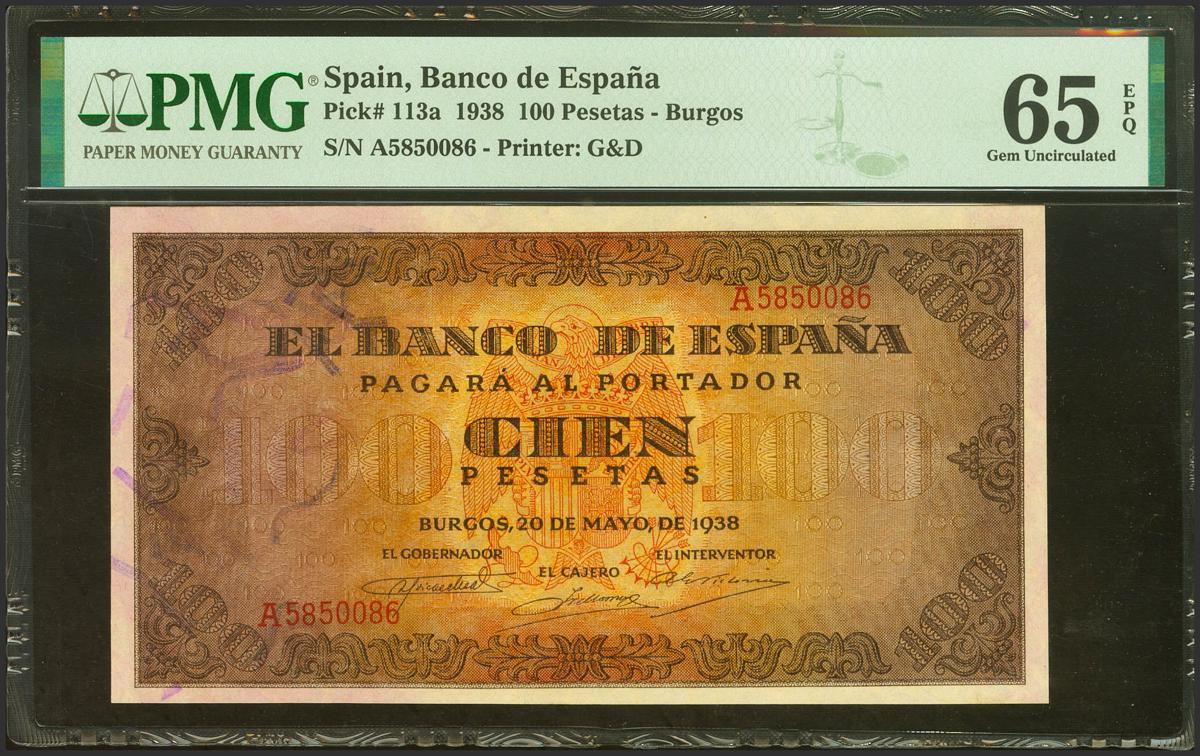 PMG®
PAPER MONEY GUARANTY
Spain, Banco de España
Pick# 113a 1938 100 Pesetas - Burgos
S/N A5850086 - Printer: G&D
65 EPQ
Gem Uncirculated
A5850086
EL BANCO DE ESPAÑA
PAGARÁ AL PORTADOR
100 CIEN 100
PESETAS
BURGOS, 20 DE MAYO, DE 1938
EL GOBERNADOR
EL INTERVENTOR
EL CAJERO
A5850086